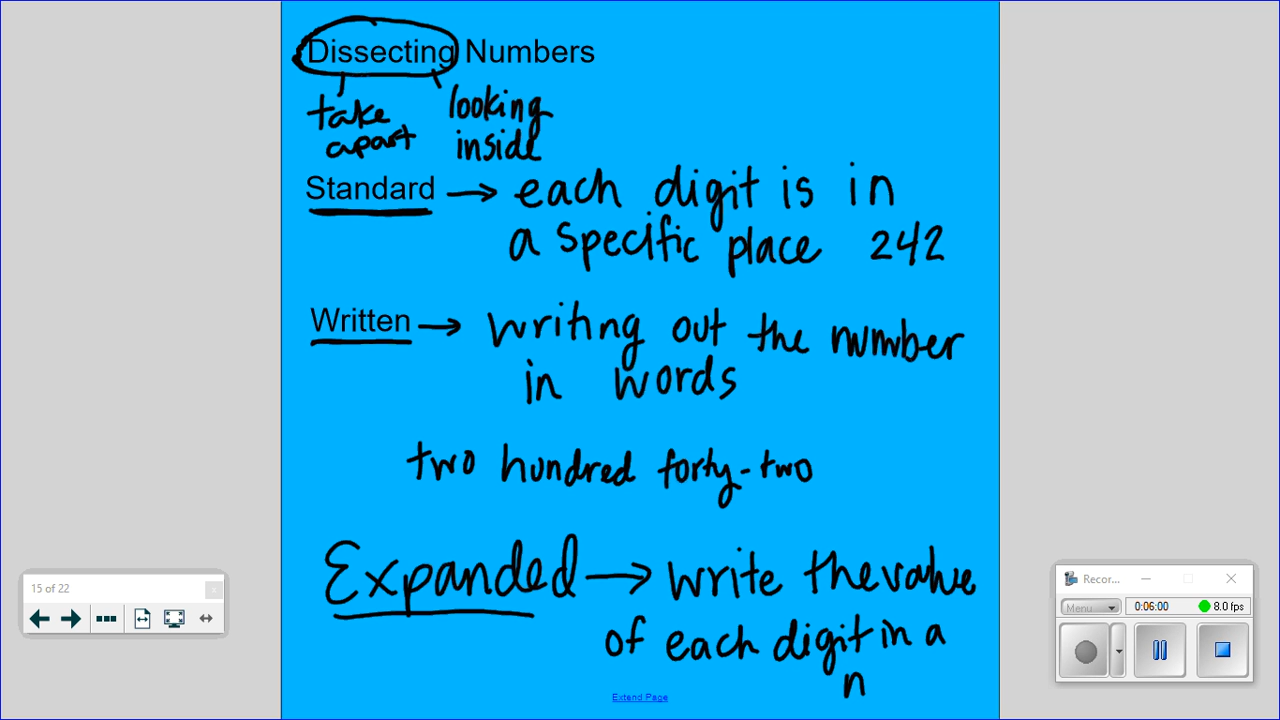 Dissecting Numbers
take looking
apart inside
Standard → each digit is in
a specific place 242
Written → writing out the number
in words
two hundred forty-two
Expanded → write the value
of each digit in a
n
Extend Page
15 of 22
Recor...
Menu
0:06:00 8.0 fps